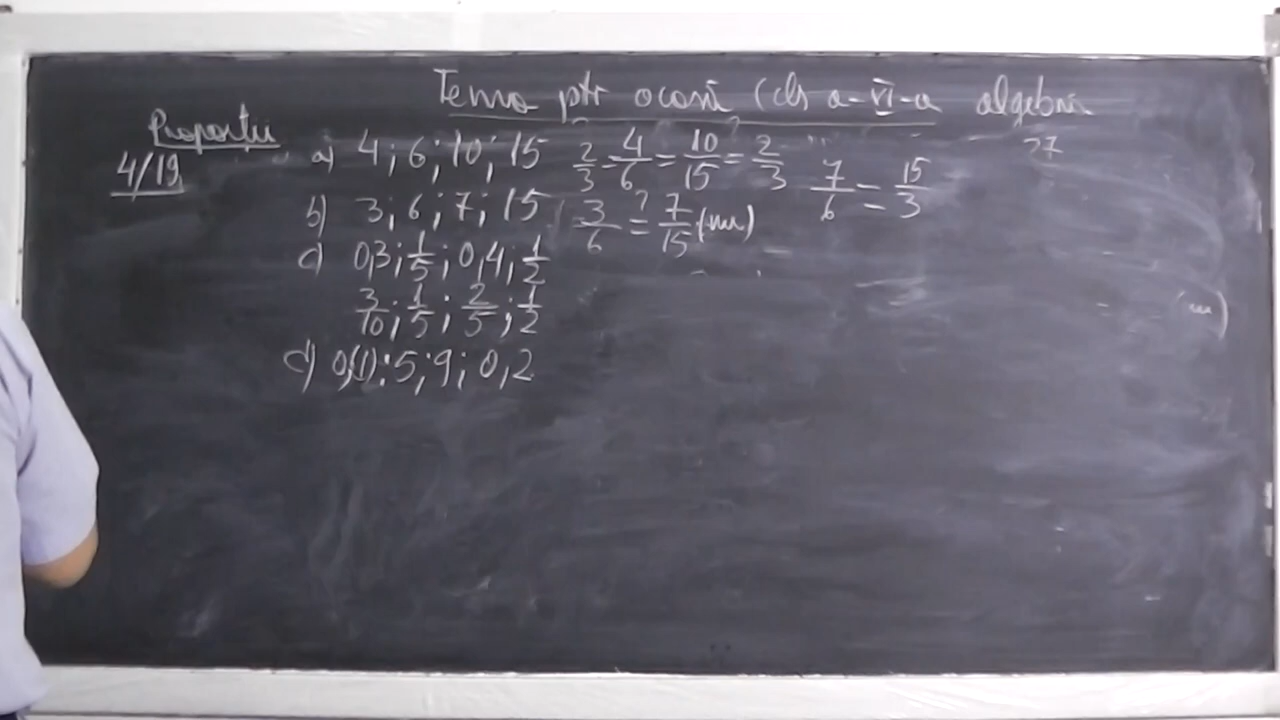 Tema ptr acasă (cls a-VI-a algebră
Proporții
27
4/19
a) 4; 6; 10; 15 2/3 = 4/6 = 10/15 = 2/3 7/6 = 15/3
b) 3; 6; 7; 15 3/6 ?= 7/15 (nu)
c) 0,3; 1/5; 0,4; 1/2
3/10; 1/5; 2/5; 1/2
d) 0,(1); 5; 9; 0,2